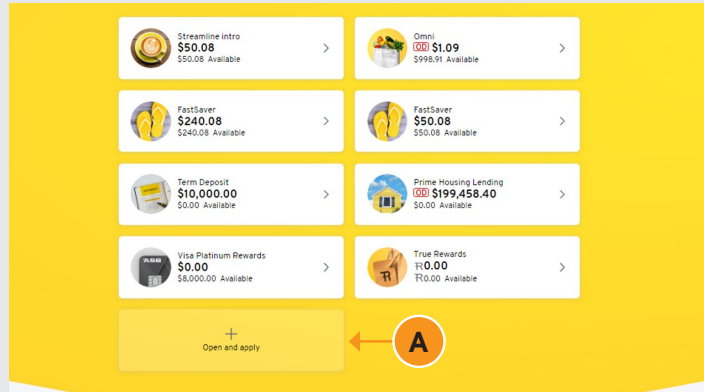 Streamline intro
$50.08
$50.08 Available
Omni
OD $1.09
$998.91 Available
FastSaver
$240.08
$240.08 Available
FastSaver
$50.08
$50.08 Available
Term Deposit
$10,000.00
$0.00 Available
Prime Housing Lending
OD $199,458.40
$0.00 Available
ASB
Visa Platinum Rewards
$0.00
$8,000.00 Available
True Rewards
R0.00
R0.00 Available
+
Open and apply
A